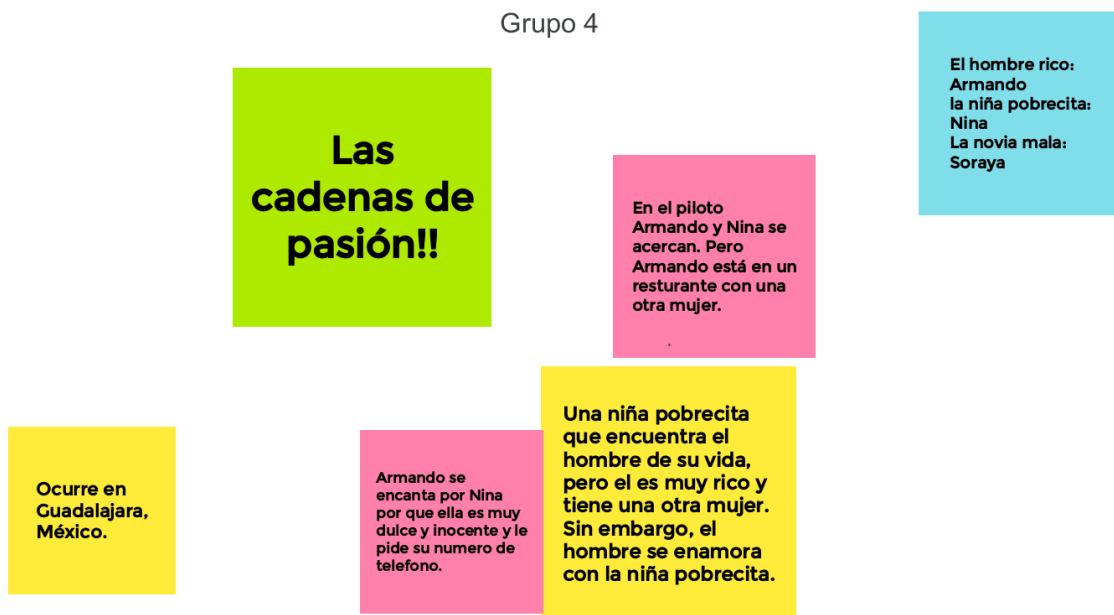 Grupo 4
Las
cadenas de
pasión!!
El hombre rico:
Armando
la niña pobrecita:
Nina
La novia mala:
Soraya
En el piloto
Armando y Nina se
acercan. Pero
Armando está en un
resturante con una
otra mujer.
.
Ocurre en
Guadalajara,
México.
Armando se
encanta por Nina
por que ella es muy
dulce y inocente y le
pide su numero de
telefono.
Una niña pobrecita
que encuentra el
hombre de su vida,
pero el es muy rico y
tiene una otra mujer.
Sin embargo, el
hombre se enamora
con la niña pobrecita.